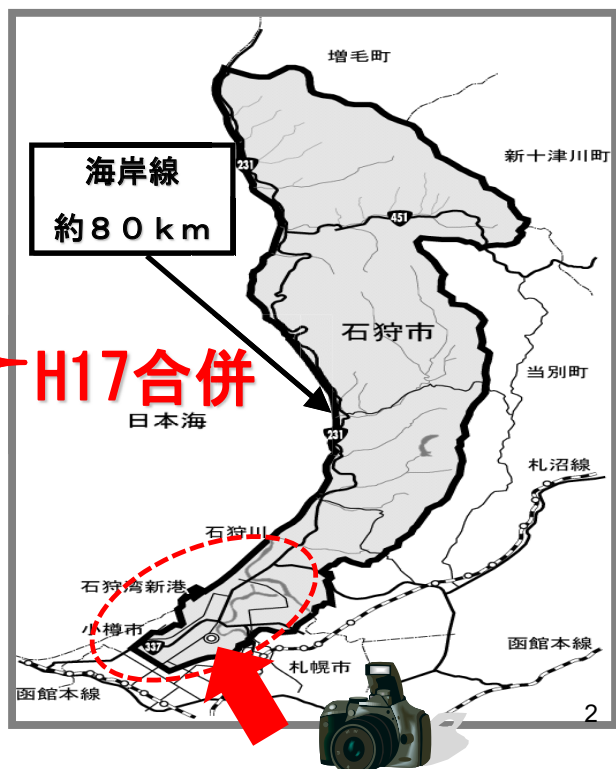 増毛町
新十津川町
231
海岸線
約８０ｋｍ
451
石狩市
H17合併
当別町
日本海
231
札沼線
石狩川
石狩湾新港
小樽市
337
札幌市
函館本線
函館本線
2